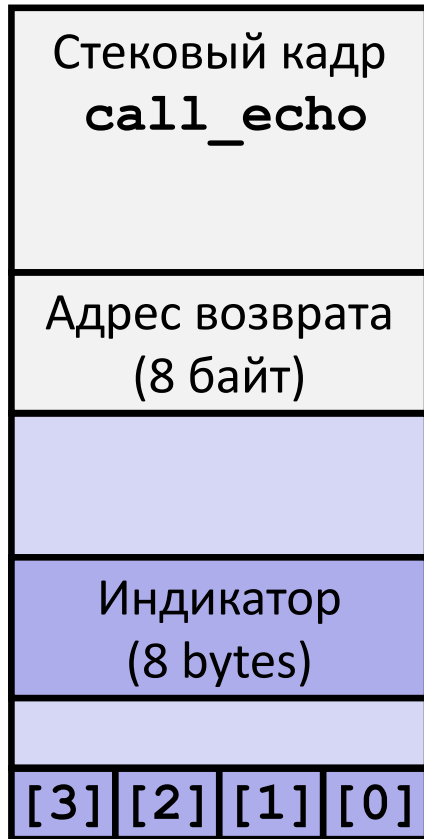 Стековый кадр
call_echo
Адрес возврата
(8 байт)
Индикатор
(8 bytes)
[3] [2] [1] [0]